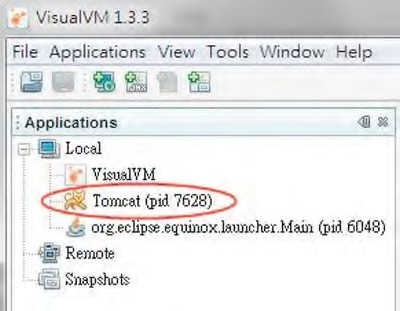 VisualVM 1.3.3
File Applications View Tools Window Help
Applications
Local
VisualVM
Tomcat (pid 7628)
org.eclipse.equinox.launcher.Main (pid 6048)
Remote
Snapshots